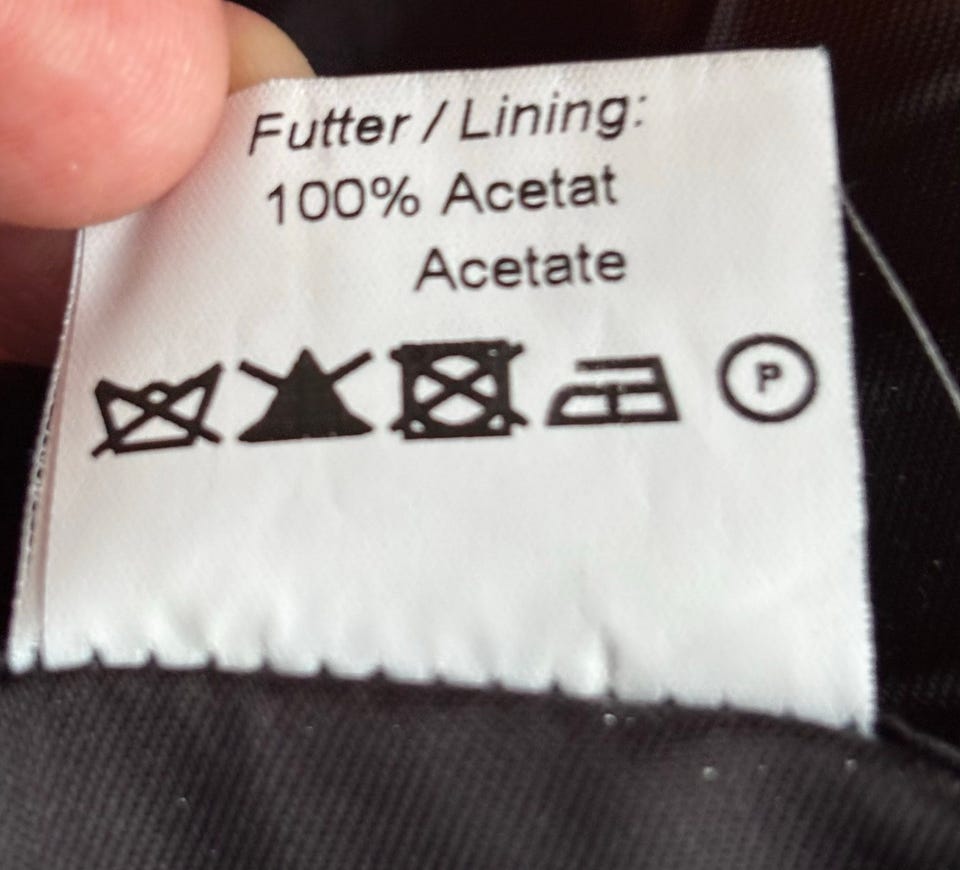 Futter / Lining:
100% Acetat
Acetate
P